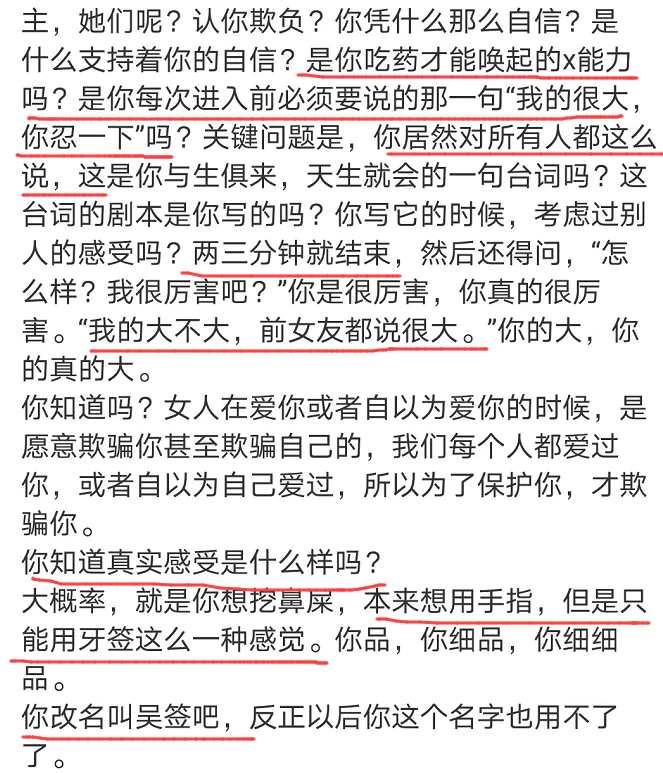 主，她们呢？认你欺负？你凭什么那么自信？是
什么支持着你的自信？是你吃药才能唤起的x能力
吗？是你每次进入前必须要说的那一句“我的很大，
你忍一下”吗？关键问题是，你居然对所有人都这么
说，这是你与生俱来，天生就会的一句台词吗？这
台词的剧本是你写的吗？你写它的时候，考虑过别
人的感受吗？两三分钟就结束，然后还得问，“怎
么样？我很厉害吧？”你是很厉害，你真的很厉
害。“我的大不大，前女友都说很大。”你的大，你
的真的大。
你知道吗？女人在爱你或者自以为爱你的时候，是
愿意欺骗你甚至欺骗自己的，我们每个人都爱过
你，或者自以为自己爱过，所以为了保护你，才欺
骗你。
你知道真实感受是什么样吗？
大概率，就是你想挖鼻屎，本来想用手指，但是只
能用牙签这么一种感觉。你品，你细品，你细细
品。
你改名叫吴签吧，反正以后你这个名字也用不了
了。